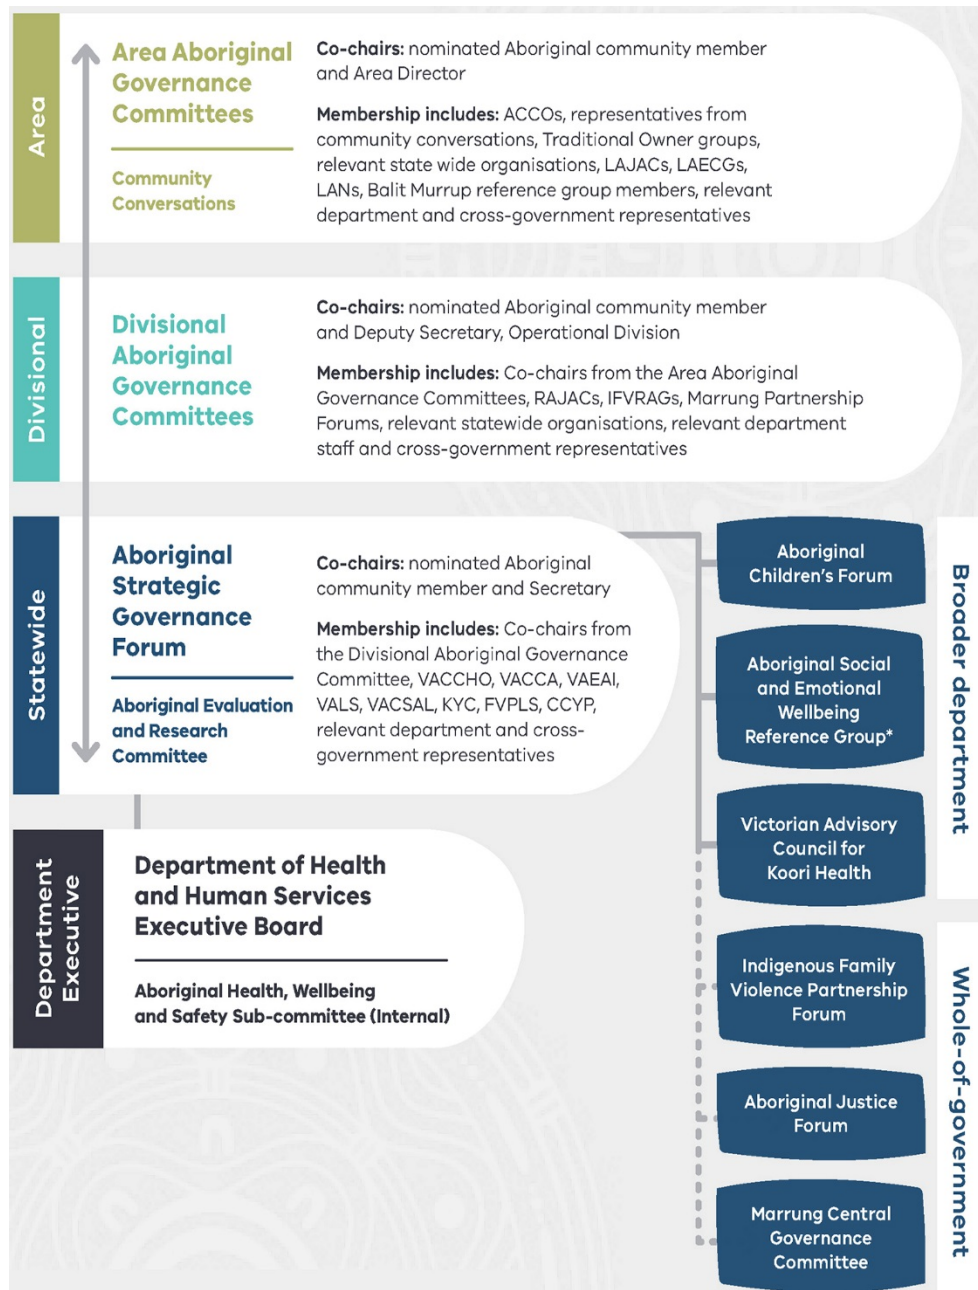 Area
Area Aboriginal
Governance
Committees
Community
Conversations
Co-chairs: nominated Aboriginal community member
and Area Director
Membership includes: ACCOs, representatives from
community conversations, Traditional Owner groups,
relevant state wide organisations, LAJACs, LAECGs,
LANs, Balit Murrup reference group members, relevant
department and cross-government representatives
Divisional
Divisional
Aboriginal
Governance
Committees
Co-chairs: nominated Aboriginal community member
and Deputy Secretary, Operational Division
Membership includes: Co-chairs from the Area Aboriginal
Governance Committees, RAJACs, IFVRAGs, Marrung Partnership
Forums, relevant statewide organisations, relevant department
staff and cross-government representatives
Statewide
Aboriginal
Strategic
Governance
Forum
Aboriginal Evaluation
and Research
Committee
Co-chairs: nominated Aboriginal
community member and Secretary
Membership includes: Co-chairs from
the Divisional Aboriginal Governance
Committee, VACCHO, VACCA, VAEAI,
VALS, VACSAL, KYC, FVPLS, CCYP,
relevant department and cross-
government representatives
Department
Executive
Department of Health
and Human Services
Executive Board
Aboriginal Health, Wellbeing
and Safety Sub-committee (Internal)
Broader department
Aboriginal
Children's Forum
Aboriginal Social
and Emotional
Wellbeing
Reference Group*
Victorian Advisory
Council for
Koori Health
Whole-of-government
Indigenous Family
Violence Partnership
Forum
Aboriginal Justice
Forum
Marrung Central
Governance
Committee